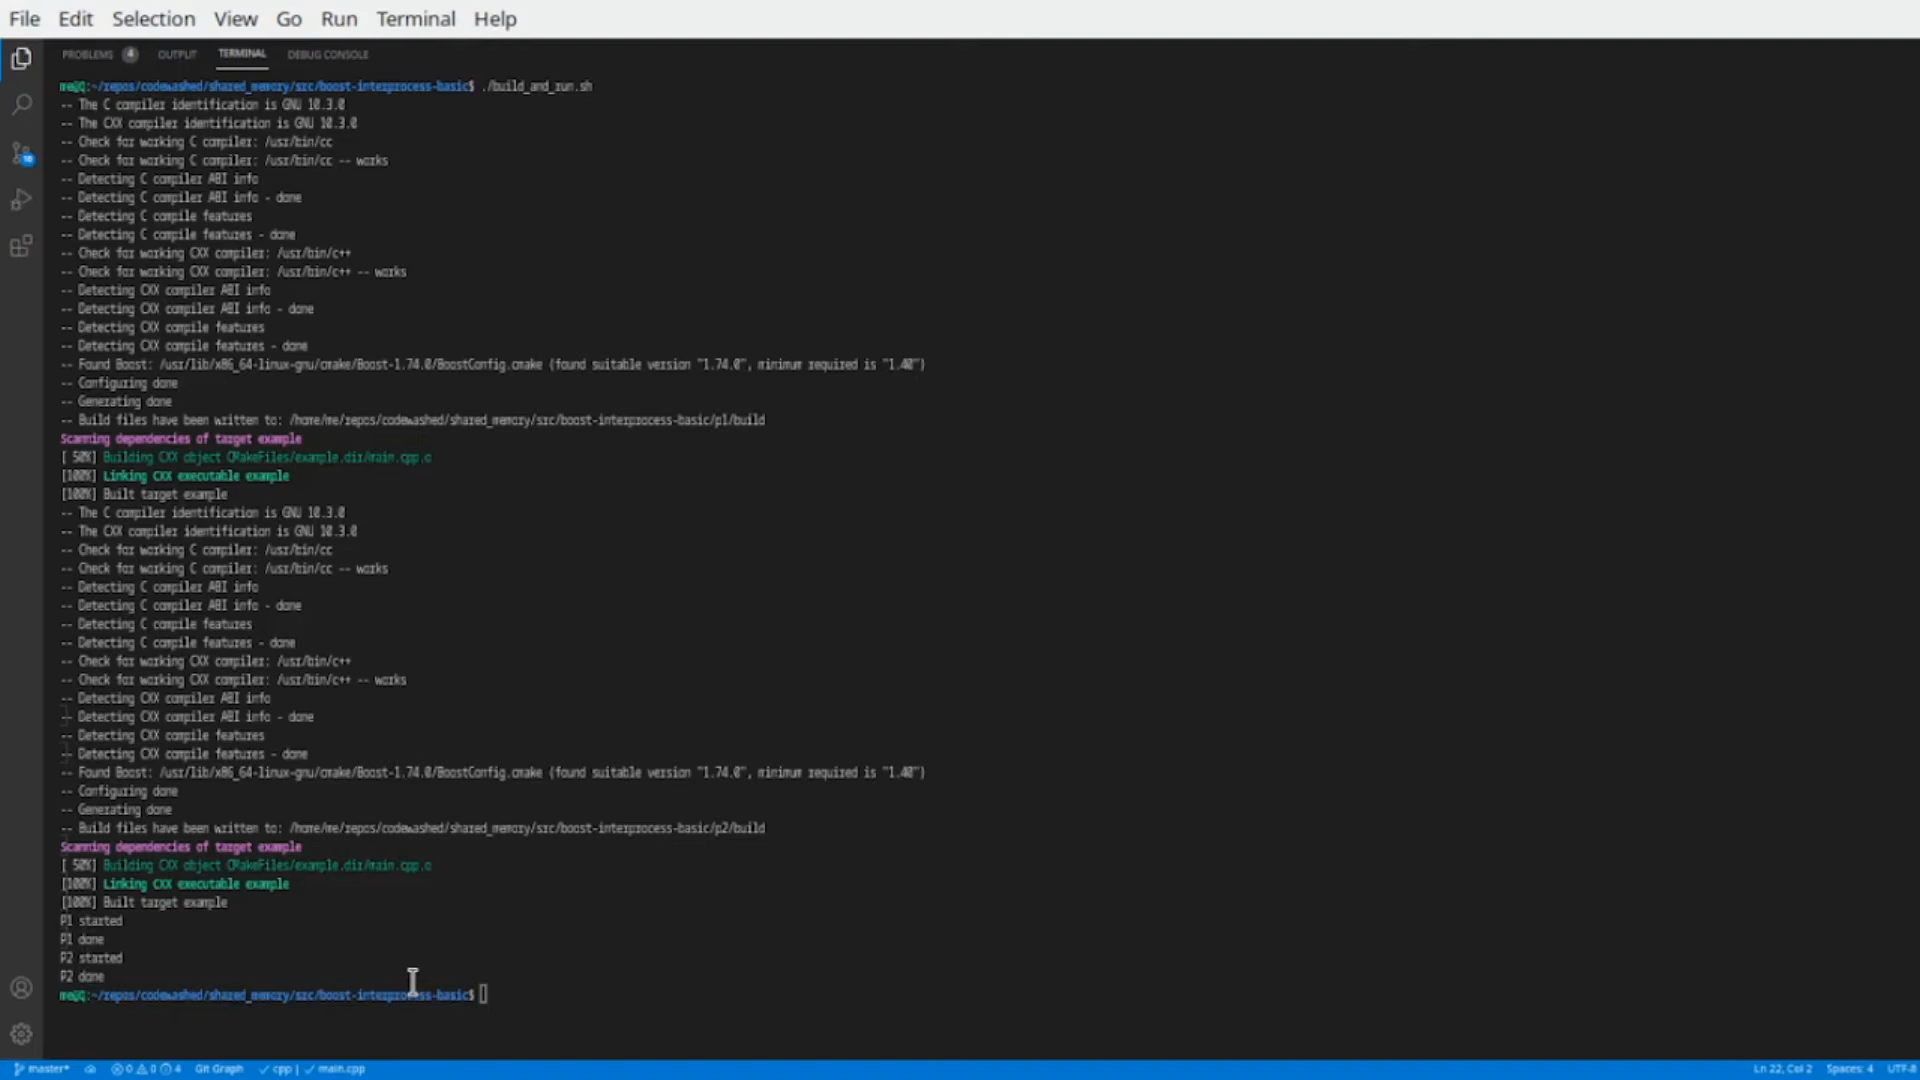 File Edit Selection View Go Run Terminal Help
PROBLEMS 4 OUTPUT TERMINAL DEBUG CONSOLE
me@Q:~/repos/codewashed/shared_memory/src/boost-interprocess-basic$ ./build_and_run.sh
-- The C compiler identification is GNU 10.3.0
-- The CXX compiler identification is GNU 10.3.0
-- Check for working C compiler: /usr/bin/cc
-- Check for working C compiler: /usr/bin/cc -- works
-- Detecting C compiler ABI info
-- Detecting C compiler ABI info - done
-- Detecting C compile features
-- Detecting C compile features - done
-- Check for working CXX compiler: /usr/bin/c++
-- Check for working CXX compiler: /usr/bin/c++ -- works
-- Detecting CXX compiler ABI info
-- Detecting CXX compiler ABI info - done
-- Detecting CXX compile features
-- Detecting CXX compile features - done
-- Found Boost: /usr/lib/x86_64-linux-gnu/cmake/Boost-1.74.0/BoostConfig.cmake (found suitable version "1.74.0", minimum required is "1.40")
-- Configuring done
-- Generating done
-- Build files have been written to: /home/me/repos/codewashed/shared_memory/src/boost-interprocess-basic/p1/build
Scanning dependencies of target example
[ 50%] Building CXX object CMakeFiles/example.dir/main.cpp.o
[100%] Linking CXX executable example
[100%] Built target example
-- The C compiler identification is GNU 10.3.0
-- The CXX compiler identification is GNU 10.3.0
-- Check for working C compiler: /usr/bin/cc
-- Check for working C compiler: /usr/bin/cc -- works
-- Detecting C compiler ABI info
-- Detecting C compiler ABI info - done
-- Detecting C compile features
-- Detecting C compile features - done
-- Check for working CXX compiler: /usr/bin/c++
-- Check for working CXX compiler: /usr/bin/c++ -- works
-- Detecting CXX compiler ABI info
-- Detecting CXX compiler ABI info - done
-- Detecting CXX compile features
-- Detecting CXX compile features - done
-- Found Boost: /usr/lib/x86_64-linux-gnu/cmake/Boost-1.74.0/BoostConfig.cmake (found suitable version "1.74.0", minimum required is "1.40")
-- Configuring done
-- Generating done
-- Build files have been written to: /home/me/repos/codewashed/shared_memory/src/boost-interprocess-basic/p2/build
Scanning dependencies of target example
[ 50%] Building CXX object CMakeFiles/example.dir/main.cpp.o
[100%] Linking CXX executable example
[100%] Built target example
P1 started
P1 done
P2 started
P2 done
me@Q:~/repos/codewashed/shared_memory/src/boost-interprocess-basic$
master* 0 0 4 Git Graph cpp | main.cpp Ln 22, Col 2 Spaces: 4 UTF-8